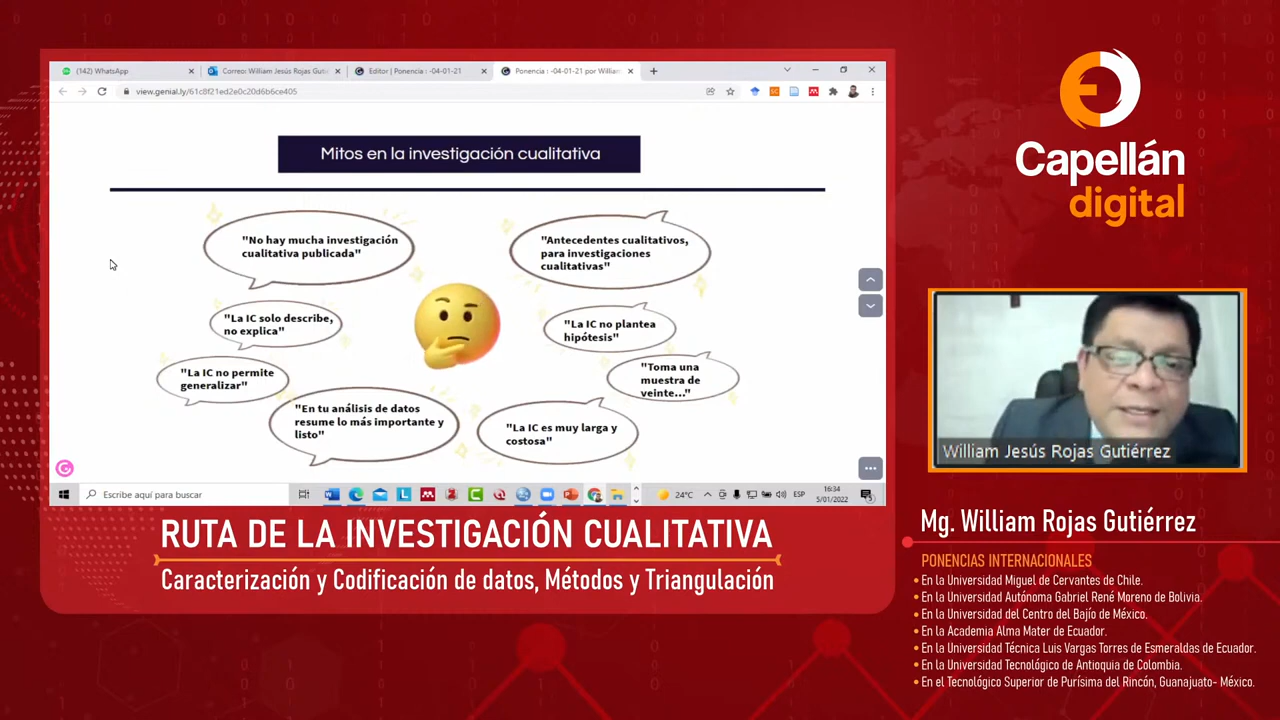 (142) WhatsApp
Correo: William Jesús Rojas Guti
Editor | Ponencia : -04-01-21
Ponencia : -04-01-21 por William
view.genial.ly/61c8f21ed2e0c20d6b6ce405
Mitos en la investigación cualitativa
"No hay mucha investigación
cualitativa publicada"
"Antecedentes cualitativos,
para investigaciones
cualitativas"
"La IC solo describe,
no explica"
"La IC no plantea
hipótesis"
"La IC no permite
generalizar"
"Toma una
muestra de
veinte..."
"En tu análisis de datos
resume lo más importante y
listo"
"La IC es muy larga y
costosa"
Escribe aquí para buscar
24°C
ESP
16:34
5/01/2022
RUTA DE LA INVESTIGACIÓN CUALITATIVA
Caracterización y Codificación de datos, Métodos y Triangulación
Capellán
digital
William Jesús Rojas Gutiérrez
Mg. William Rojas Gutiérrez
PONENCIAS INTERNACIONALES
• En la Universidad Miguel de Cervantes de Chile.
• En la Universidad Autónoma Gabriel René Moreno de Bolivia.
• En la Universidad del Centro del Bajío de México.
• En la Academia Alma Mater de Ecuador.
• En la Universidad Técnica Luis Vargas Torres de Esmeraldas de Ecuador.
• En la Universidad Tecnológico de Antioquia de Colombia.
• En el Tecnológico Superior de Purísima del Rincón, Guanajuato- México.